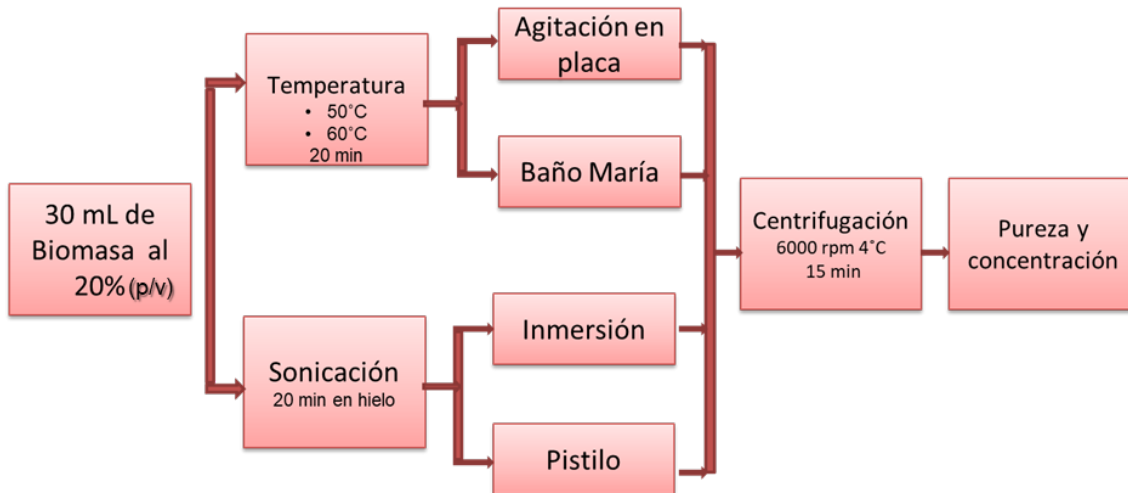 30 mL de
Biomasa al
20% (p/v)
Temperatura
• 50˚C
• 60˚C
20 min
Sonicación
20 min en hielo
Agitación en
placa
Baño María
Inmersión
Pistilo
Centrifugación
6000 rpm 4˚C
15 min
Pureza y
concentración